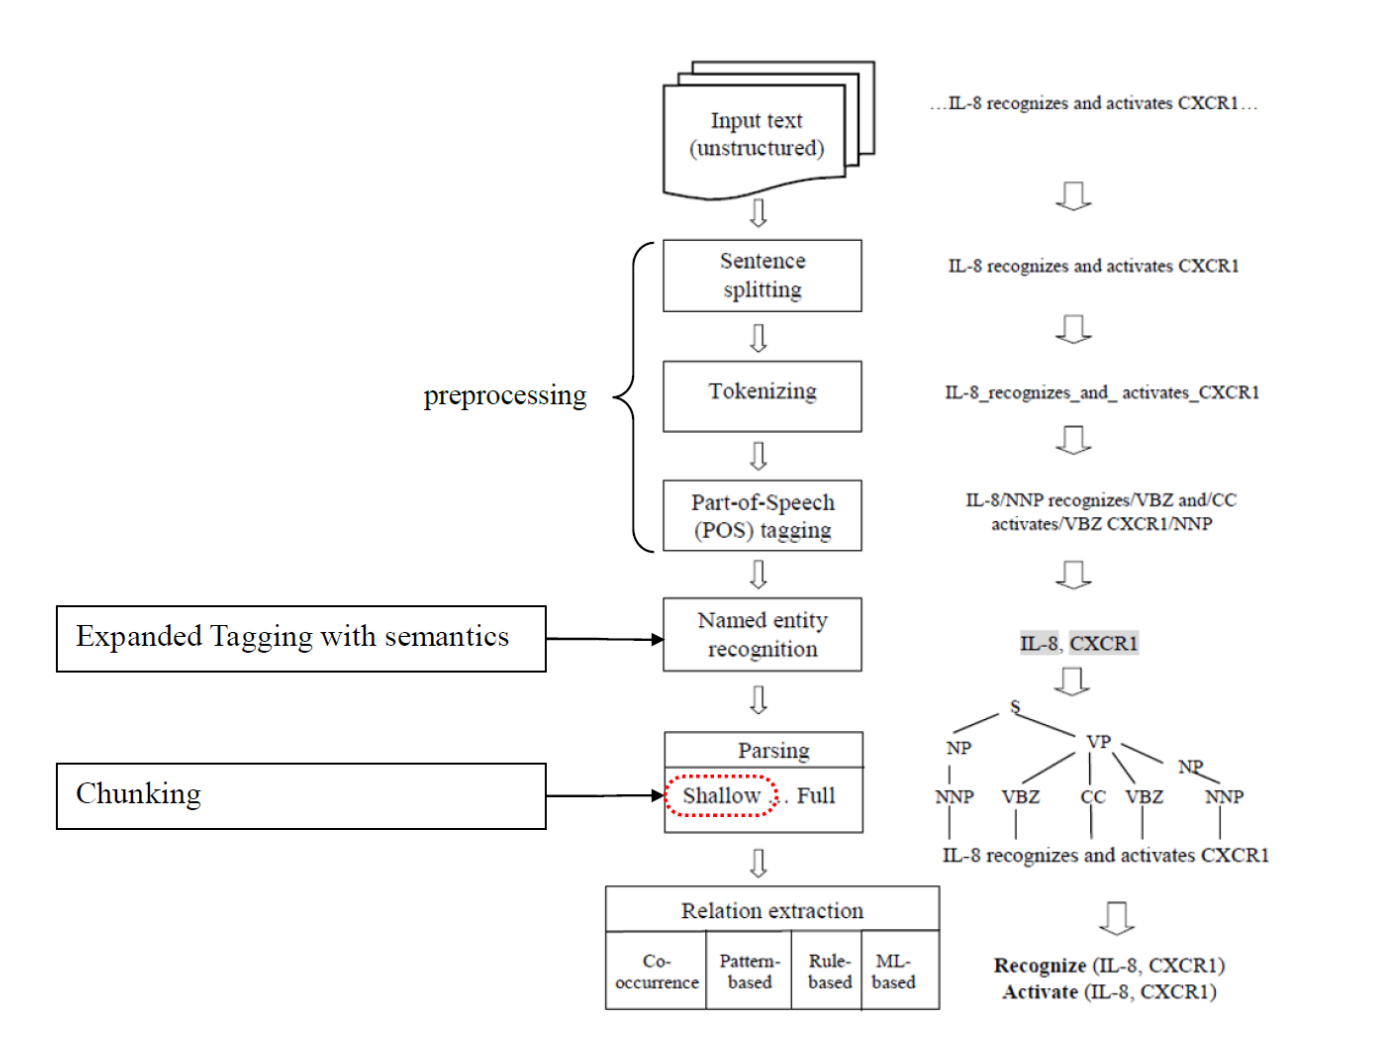 Input text
(unstructured)
…IL-8 recognizes and activates CXCR1…
Sentence
splitting
IL-8 recognizes and activates CXCR1
preprocessing
Tokenizing
IL-8_recognizes_and_ activates_CXCR1
Part-of-Speech
(POS) tagging
IL-8/NNP recognizes/VBZ and/CC
activates/VBZ CXCR1/NNP
Expanded Tagging with semantics
Named entity
recognition
IL-8, CXCR1
Chunking
Parsing
Shallow … Full
S
NP VP NP
NNP VBZ CC VBZ NNP
IL-8 recognizes and activates CXCR1
Relation extraction
Co-
occurrence
Pattern-
based
Rule-
based
ML-
based
Recognize (IL-8, CXCR1)
Activate (IL-8, CXCR1)